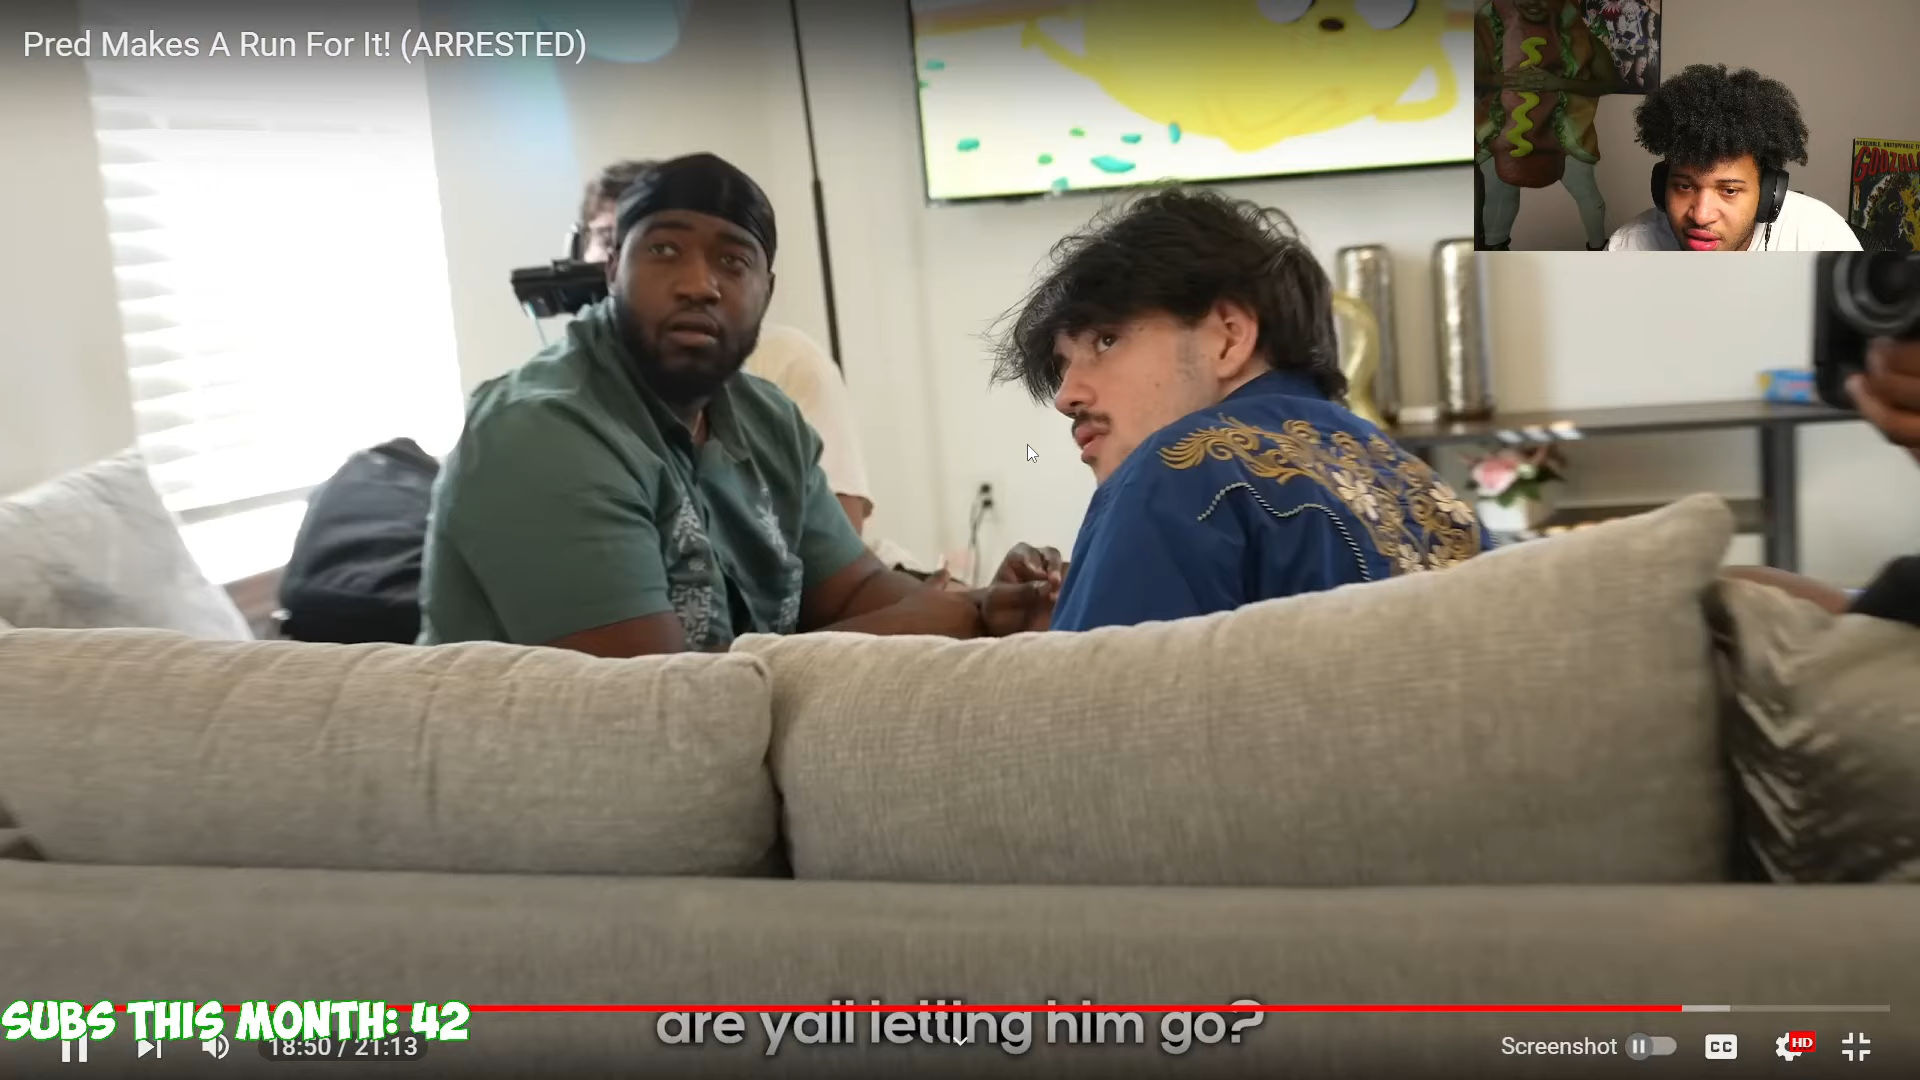 Pred Makes A Run For It! (ARRESTED)
SUBS THIS MONTH: 42
are yall letting him go?
18:50 / 21:13
Screenshot
CC
HD